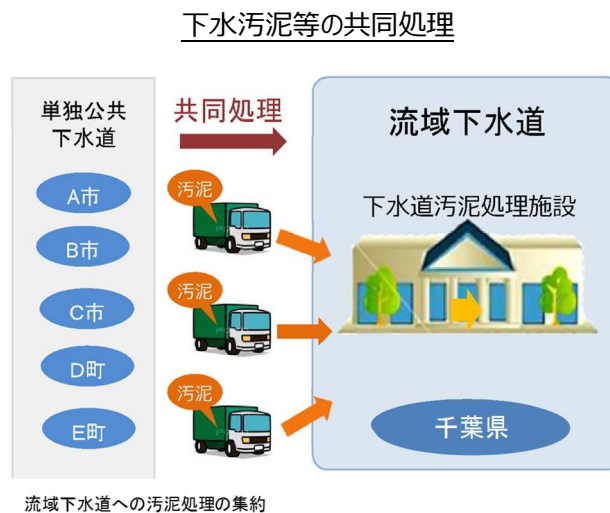 下水汚泥等の共同処理
単独公共
下水道
共同処理
流域下水道
A市
B市
C市
D町
E町
汚泥
汚泥
汚泥
下水道汚泥処理施設
千葉県
流域下水道への汚泥処理の集約